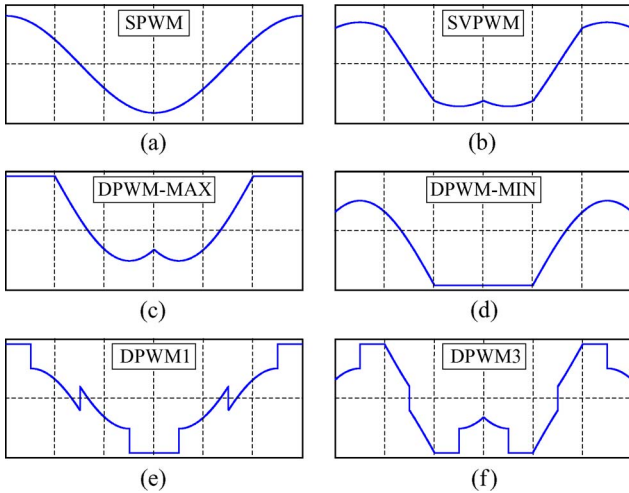 SPWM
SVPWM
(a)
(b)
DPWM-MAX
DPWM-MIN
(c)
(d)
DPWM1
DPWM3
(e)
(f)